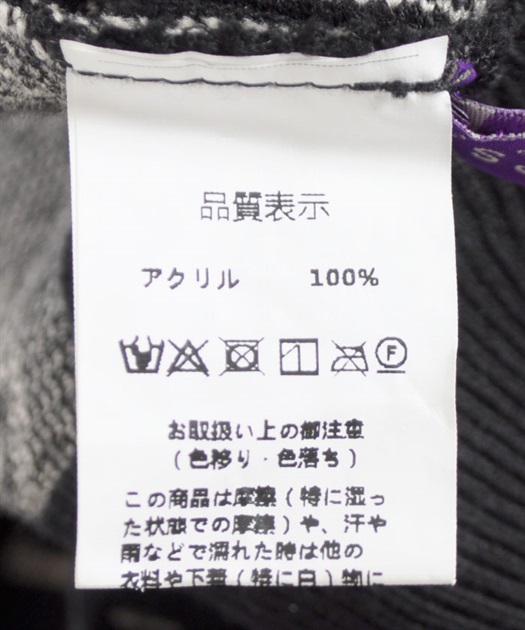 品質表示
アクリル 100%
F
お取扱い上の御注意
(色移り・色落ち)
この商品は摩擦(特に湿っ
た状態での摩擦)や、汗や
雨などで濡れた時は他の
衣料や下着(特に白)物に
S